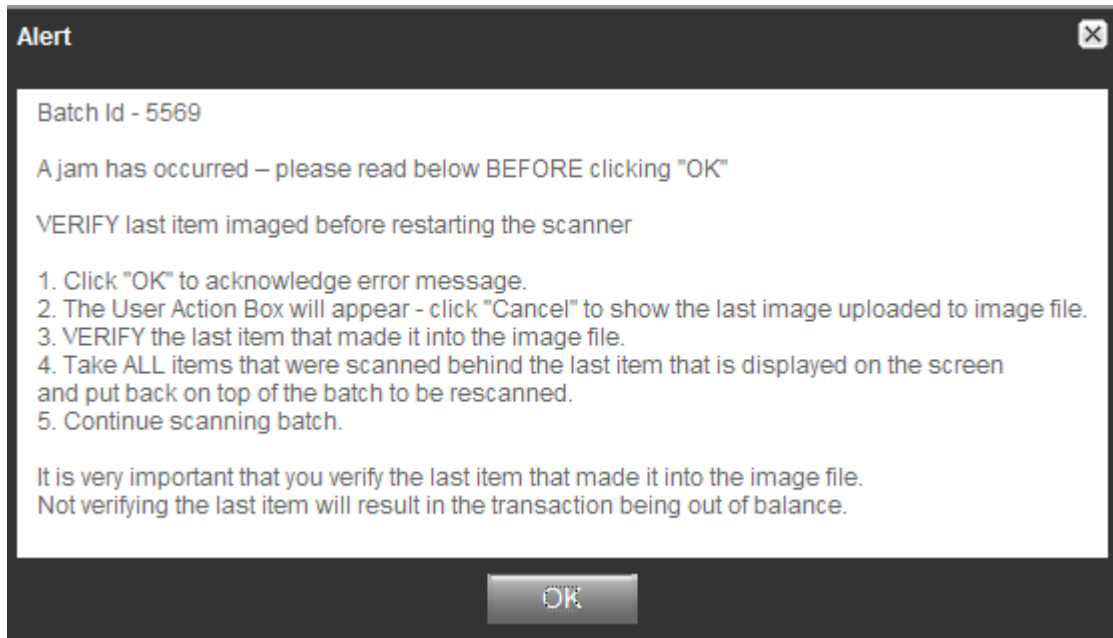 Alert
Batch Id - 5569
A jam has occurred – please read below BEFORE clicking "OK"
VERIFY last item imaged before restarting the scanner
1. Click "OK" to acknowledge error message.
2. The User Action Box will appear - click "Cancel" to show the last image uploaded to image file.
3. VERIFY the last item that made it into the image file.
4. Take ALL items that were scanned behind the last item that is displayed on the screen
and put back on top of the batch to be rescanned.
5. Continue scanning batch.
It is very important that you verify the last item that made it into the image file.
Not verifying the last item will result in the transaction being out of balance.
OK